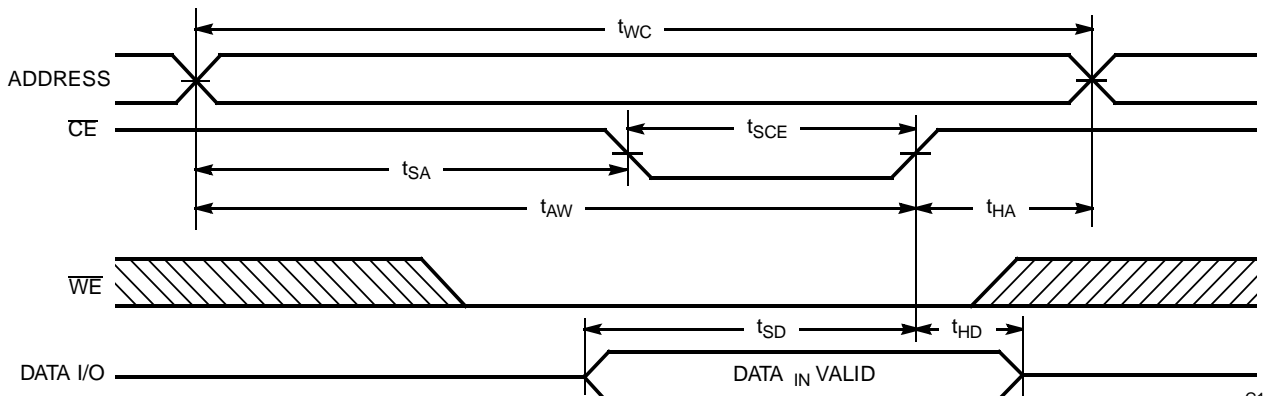 tWC
ADDRESS
CE
tSCE
tSA
tAW
tHA
WE
tSD
tHD
DATA I/O
DATA IN VALID